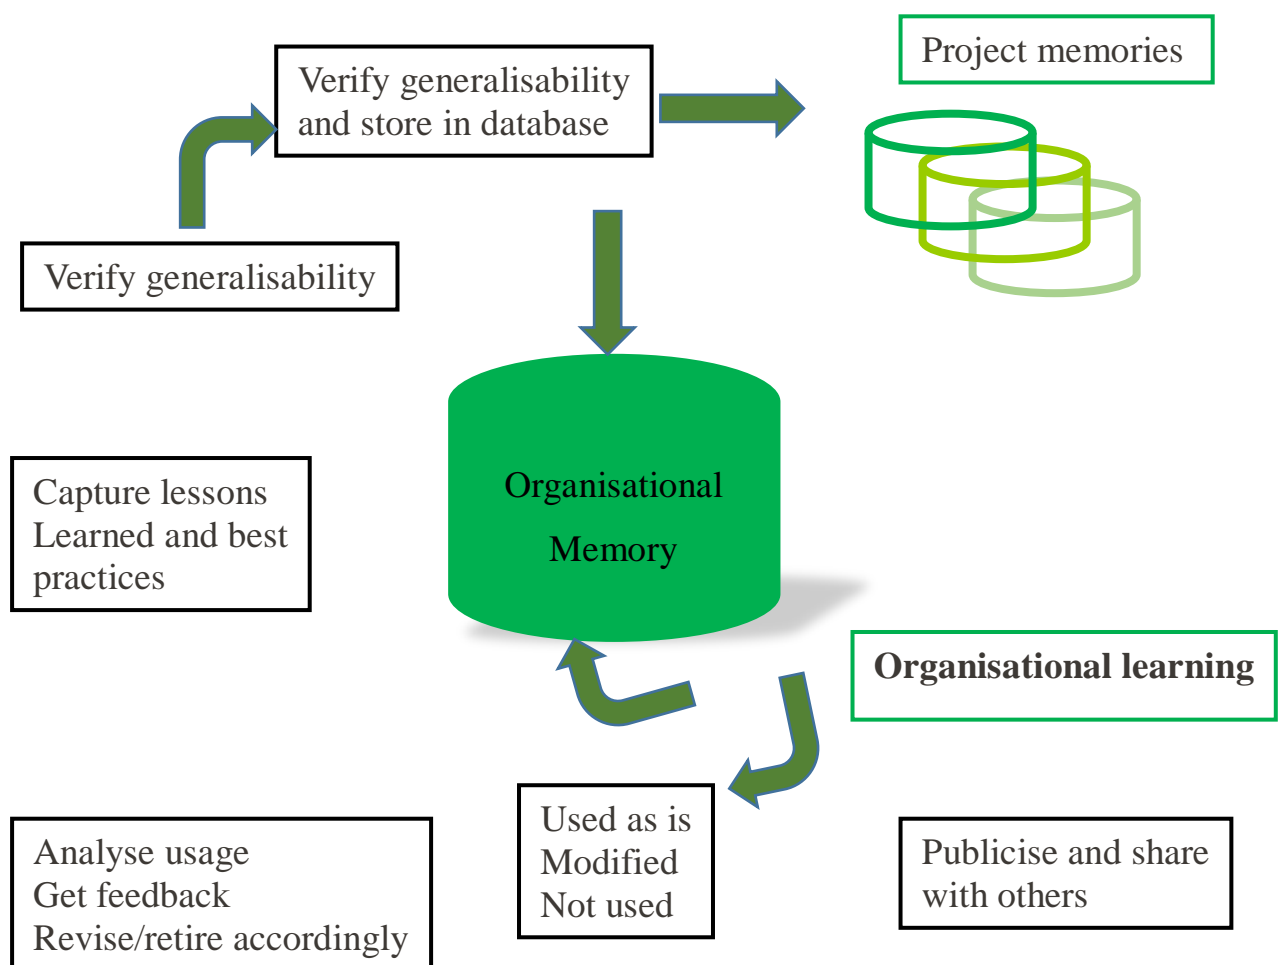 Project memories
Verify generalisability
and store in database
Verify generalisability
Capture lessons
Learned and best
practices
Organisational
Memory
Organisational learning
Used as is
Modified
Not used
Analyse usage
Get feedback
Revise/retire accordingly
Publicise and share
with others